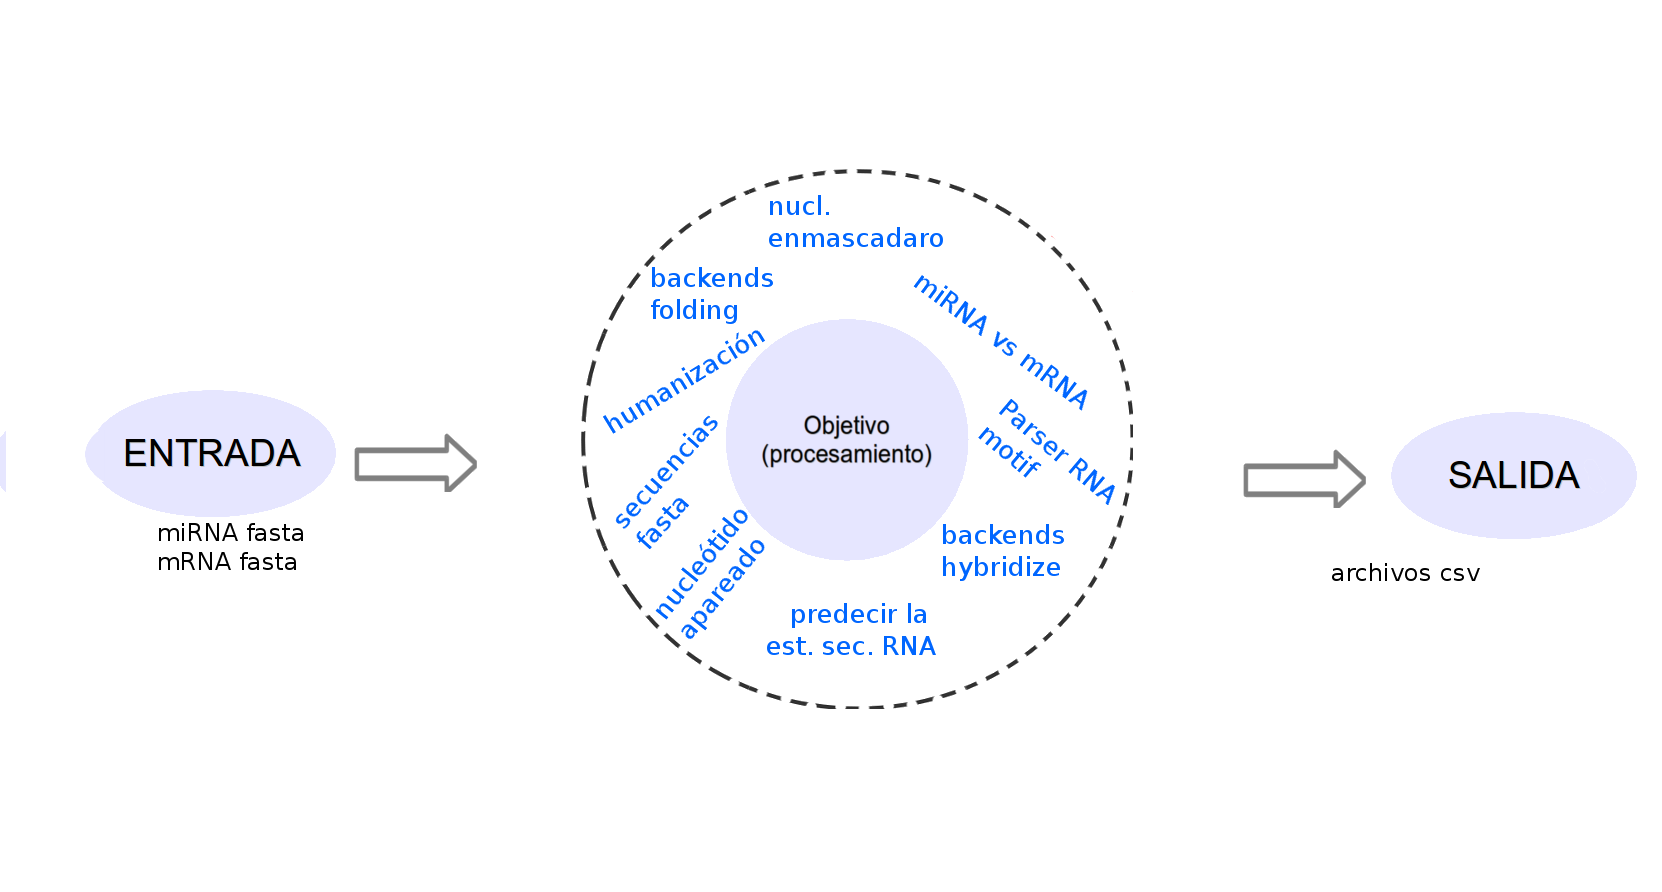 ENTRADA
miRNA fasta
mRNA fasta
nucl.
enmascadaro
backends
folding
humanización
secuencias
fasta
nucleótido
apareado
predecir la
est. sec. RNA
backends
hybridize
Parser RNA
motif
miRNA vs mRNA
Objetivo
(procesamiento)
SALIDA
archivos csv